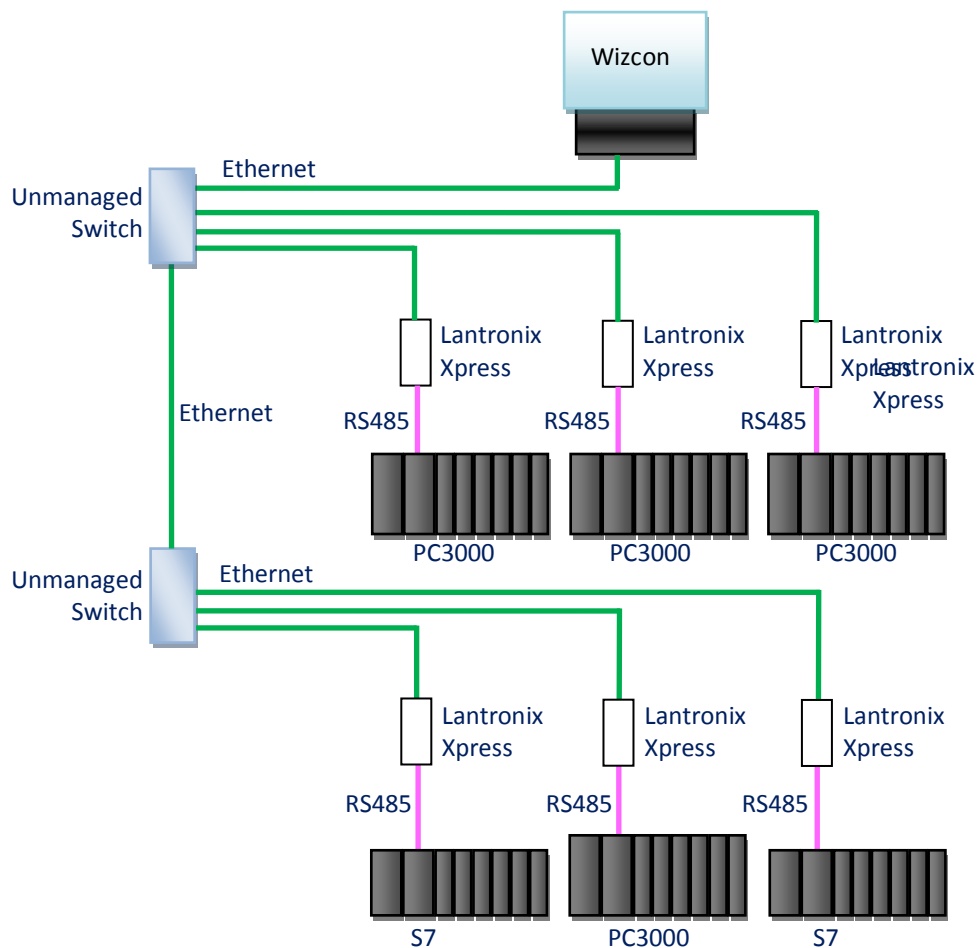 Wizcon
Ethernet
Unmanaged
Switch
Lantronix
Xpress
Lantronix
Xpress
Lantronix
Xpress
Lantronix
Xpress
RS485
RS485
RS485
Ethernet
PC3000
PC3000
PC3000
Unmanaged
Switch
Ethernet
Lantronix
Xpress
Lantronix
Xpress
Lantronix
Xpress
RS485
RS485
RS485
S7
PC3000
S7